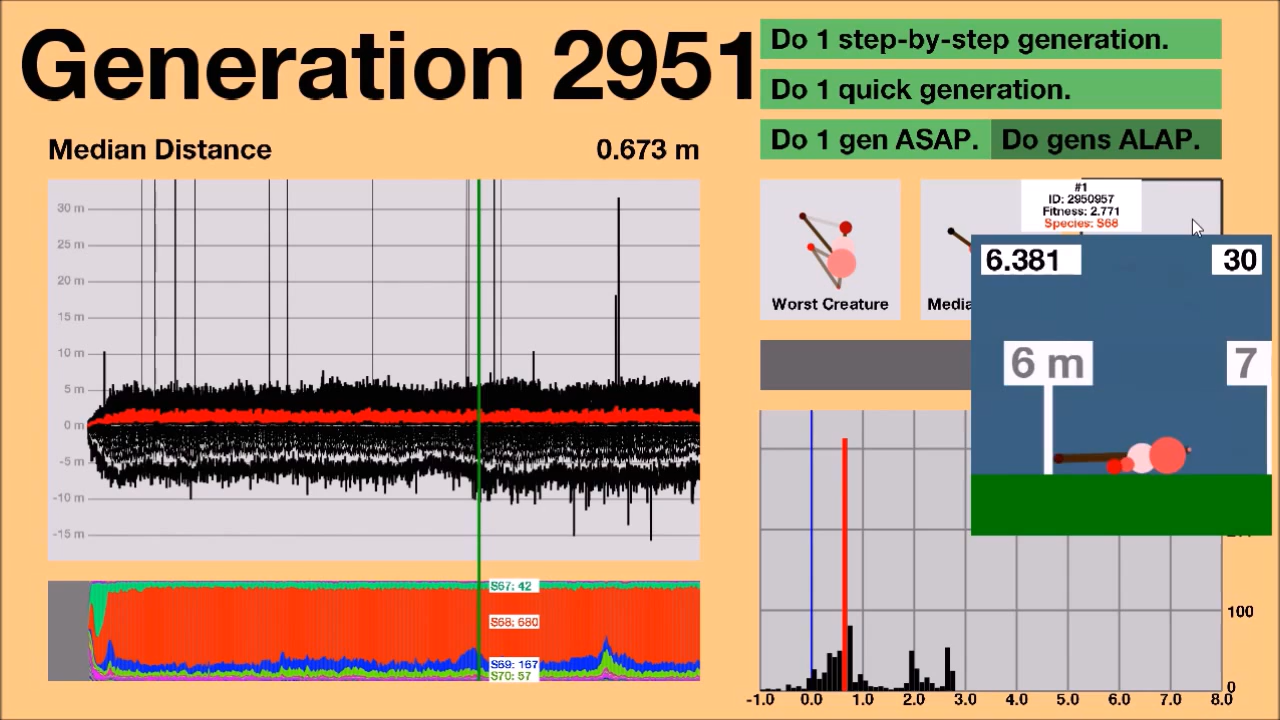 Generation 2951
Do 1 step-by-step generation.
Do 1 quick generation.
Do 1 gen ASAP. Do gens ALAP.
Median Distance 0.673 m
30 m
25 m
20 m
15 m
10 m
5 m
0 m
-5 m
-10 m
-15 m
S67: 42
S68: 680
S69: 167
S70: 57
Worst Creature
Media
#1
ID: 2950957
Fitness: 2.771
Species: S68
6.381 30
6 m 7
100
0
-1.0 0.0 1.0 2.0 3.0 4.0 5.0 6.0 7.0 8.0